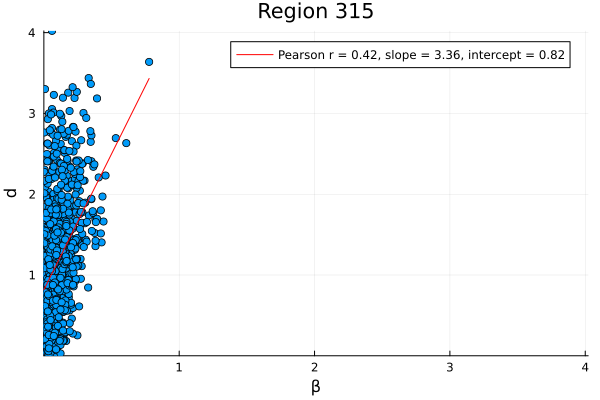 Region 315
Pearson r = 0.42, slope = 3.36, intercept = 0.82
4
3
d
2
1
1 2 3 4
β